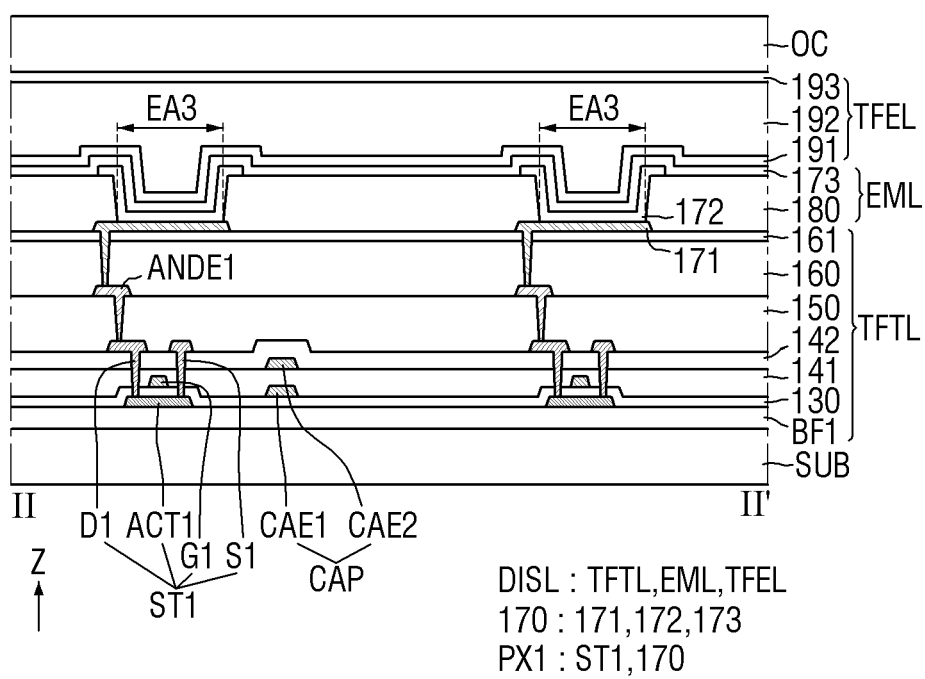 OC
193
EA3 EA3
192 TFEL
191
173
172 180 EML
161
171
ANDE1 160
150
TFTL
142
141
130
BF1
SUB
II II'
D1 ACT1 G1 S1 CAE1 CAE2
ST1 CAP
Z
DISL : TFTL,EML,TFEL
170 : 171,172,173
PX1 : ST1,170